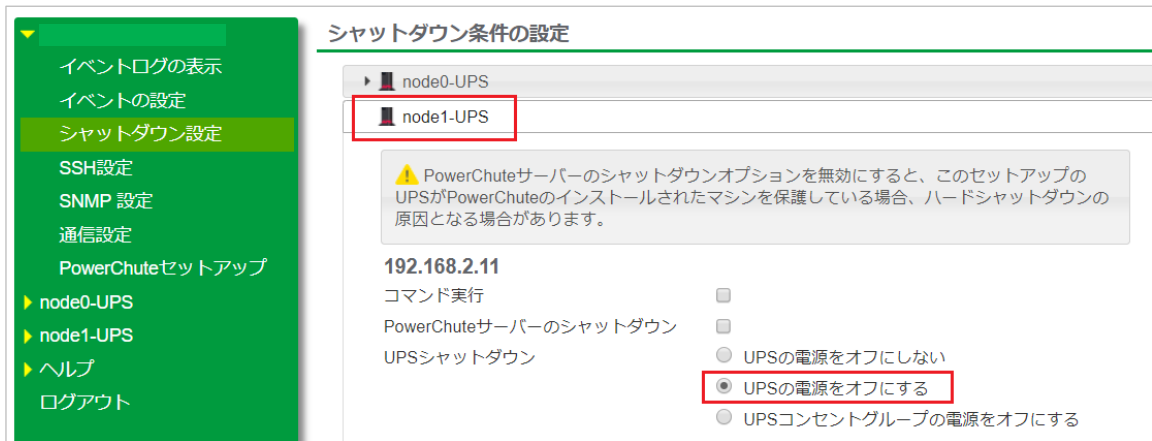 イベントログの表示
イベントの設定
シャットダウン設定
SSH設定
SNMP 設定
通信設定
PowerChuteセットアップ
node0-UPS
node1-UPS
ヘルプ
ログアウト
シャットダウン条件の設定
node0-UPS
node1-UPS
PowerChuteサーバーのシャットダウンオプションを無効にすると、このセットアップの
UPSがPowerChuteのインストールされたマシンを保護している場合、ハードシャットダウンの
原因となる場合があります。
192.168.2.11
コマンド実行
PowerChuteサーバーのシャットダウン
UPSシャットダウン
UPSの電源をオフにしない
UPSの電源をオフにする
UPSコンセントグループの電源をオフにする